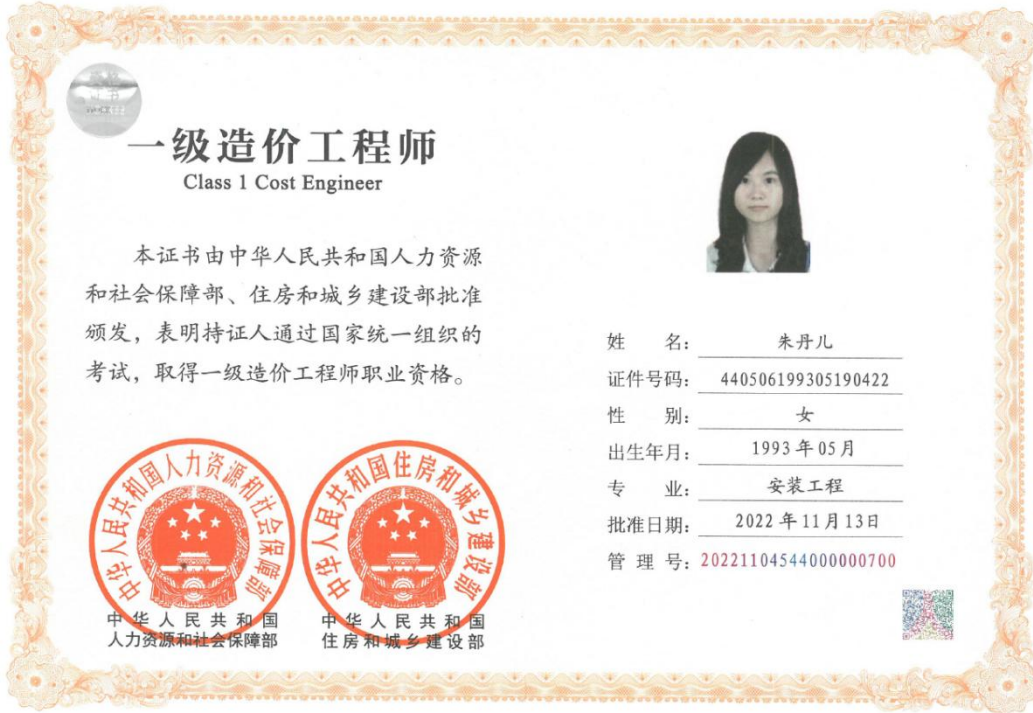 一级造价工程师
Class 1 Cost Engineer
本证书由中华人民共和国人力资源
和社会保障部、住房和城乡建设部批准
颁发，表明持证人通过国家统一组织的
考试，取得一级造价工程师职业资格。
中华人民共和国人力资源和社会保障部
中华人民共和国住房和城乡建设部
中华人民共和国
人力资源和社会保障部
中华人民共和国
住房和城乡建设部
姓 名： 朱丹儿
证件号码： 440506199305190422
性 别： 女
出生年月： 1993年05月
专 业： 安装工程
批准日期： 2022年11月13日
管 理 号： 20221104544000000700